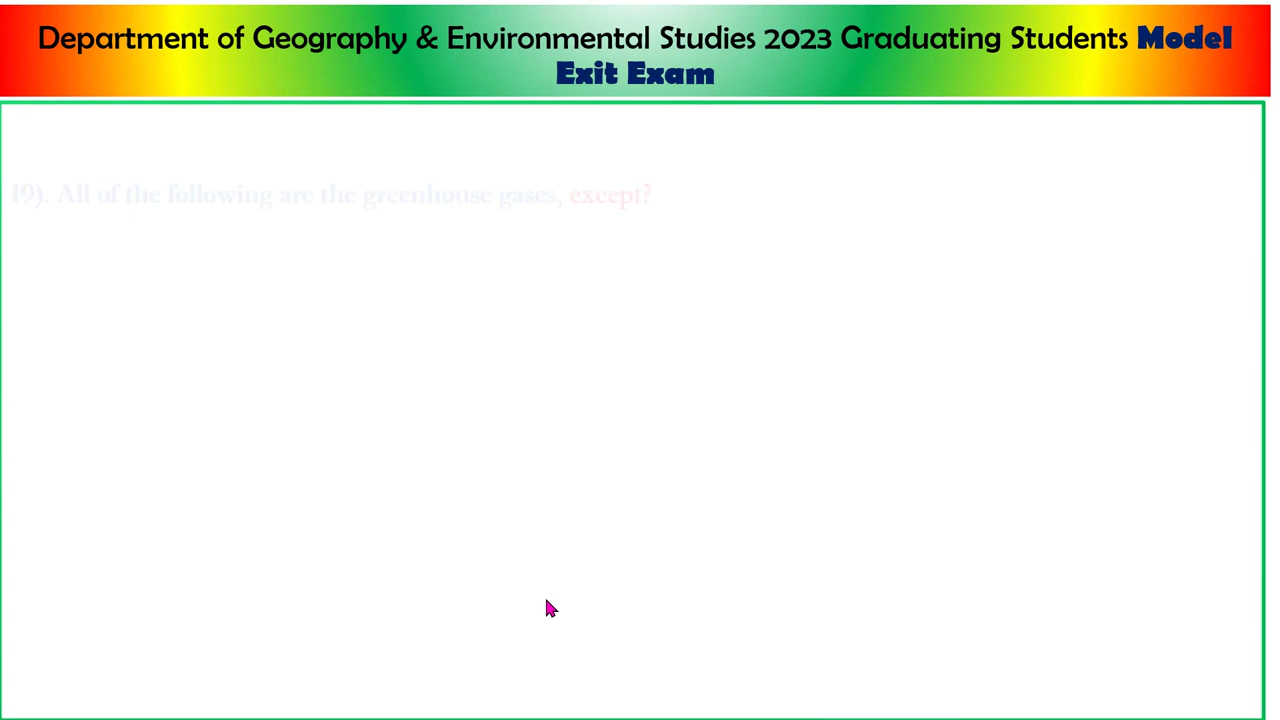 Department of Geography & Environmental Studies 2023 Graduating Students Model
Exit Exam
19). All of the following are the greenhouse gases, except?